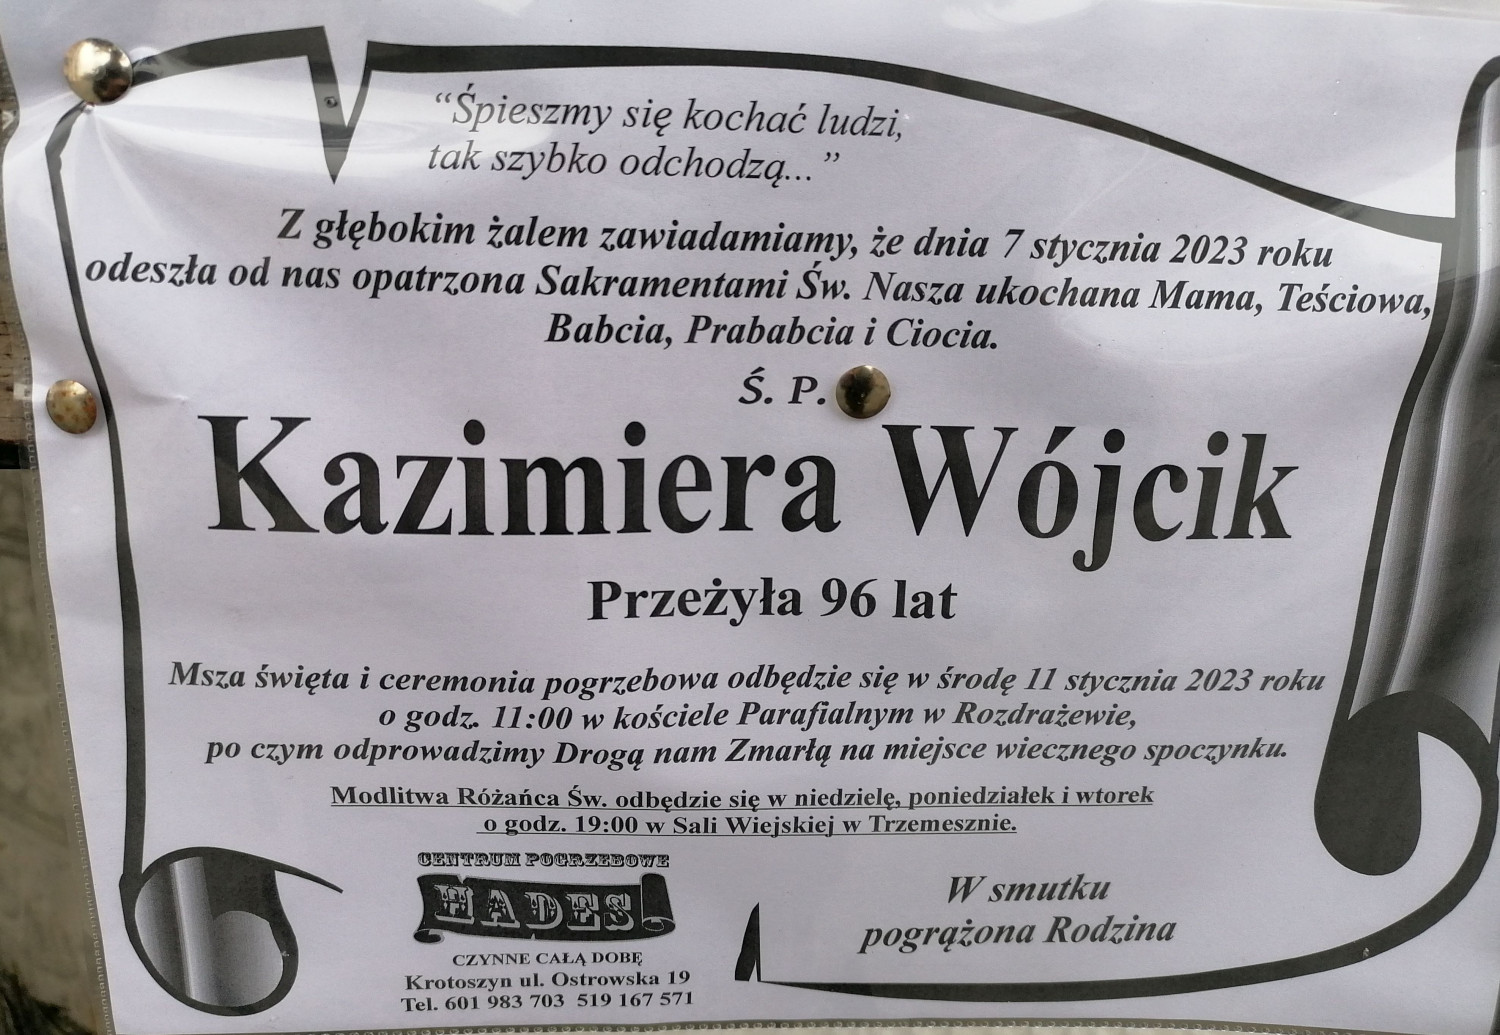 “Śpieszmy się kochać ludzi,
tak szybko odchodzą...”
Z głębokim żalem zawiadamiamy, że dnia 7 stycznia 2023 roku
odeszła od nas opatrzona Sakramentami Św. Nasza ukochana Mama, Teściowa,
Babcia, Prababcia i Ciocia.
Ś. P.
Kazimiera Wójcik
Przeżyła 96 lat
Msza święta i ceremonia pogrzebowa odbędzie się w środę 11 stycznia 2023 roku
o godz. 11:00 w kościele Parafialnym w Rozdrażewie,
po czym odprowadzimy Drogą nam Zmarłą na miejsce wiecznego spoczynku.
Modlitwa Różańca Św. odbędzie się w niedzielę, poniedziałek i wtorek
o godz. 19:00 w Sali Wiejskiej w Trzemesznie.
CENTRUM POGRZEBOWE
HADES
CZYNNE CAŁĄ DOBĘ
Krotoszyn ul. Ostrowska 19
Tel. 601 983 703 519 167 571
W smutku
pogrążona Rodzina